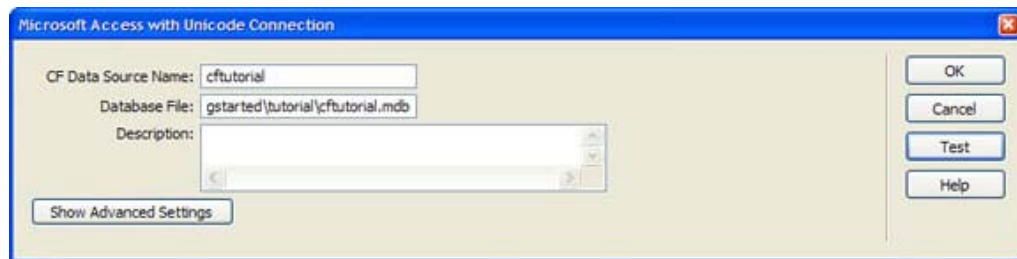 Microsoft Access with Unicode Connection
CF Data Source Name: cftutorial
Database File: gstarted\tutorial\cftutorial.mdb
Description:
Show Advanced Settings
OK
Cancel
Test
Help